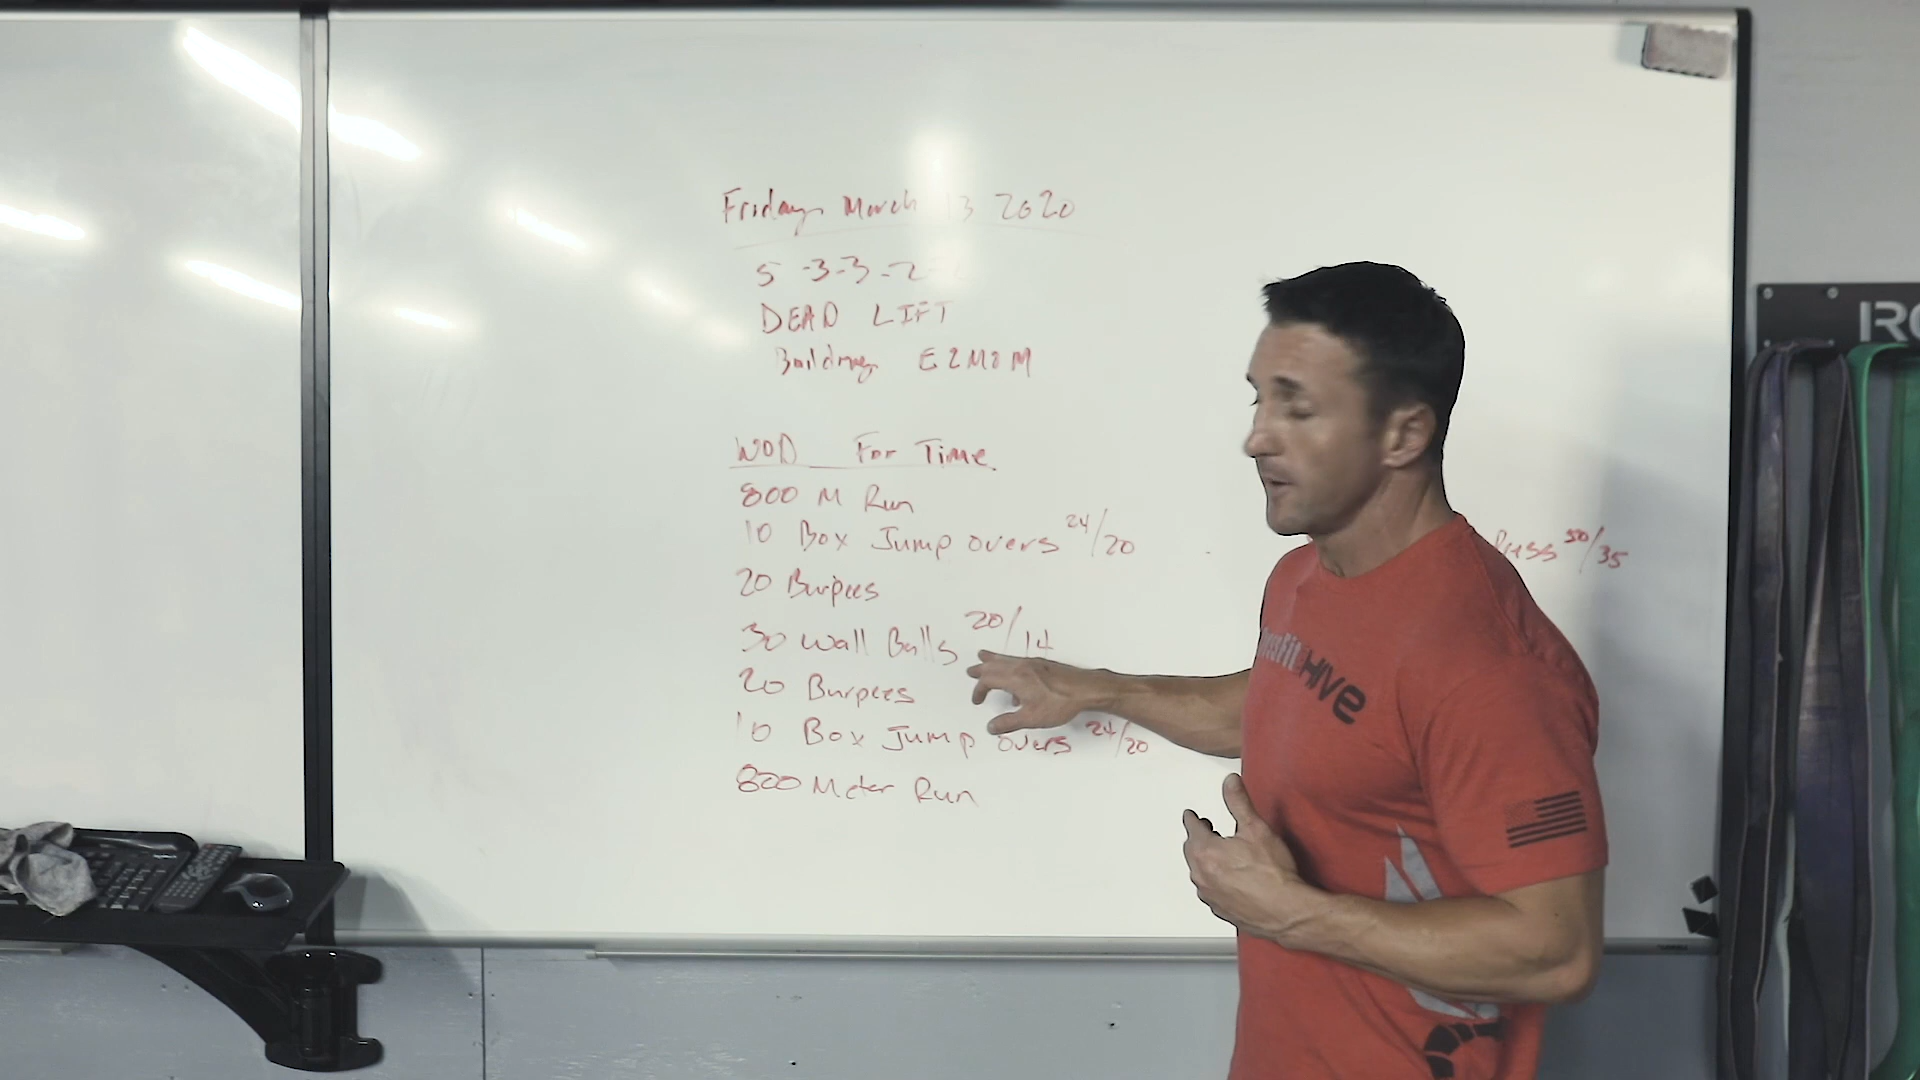 Friday March 13 2020
5-3-3-2
DEAD LIFT
Building E2MOM
WOD For Time.
800 M Run
10 Box Jump overs 24/20
Press 50/35
20 Burpees
30 Wall Balls 20/14
20 Burpees
10 Box Jump overs 24/20
800 Meter Run
HIVE